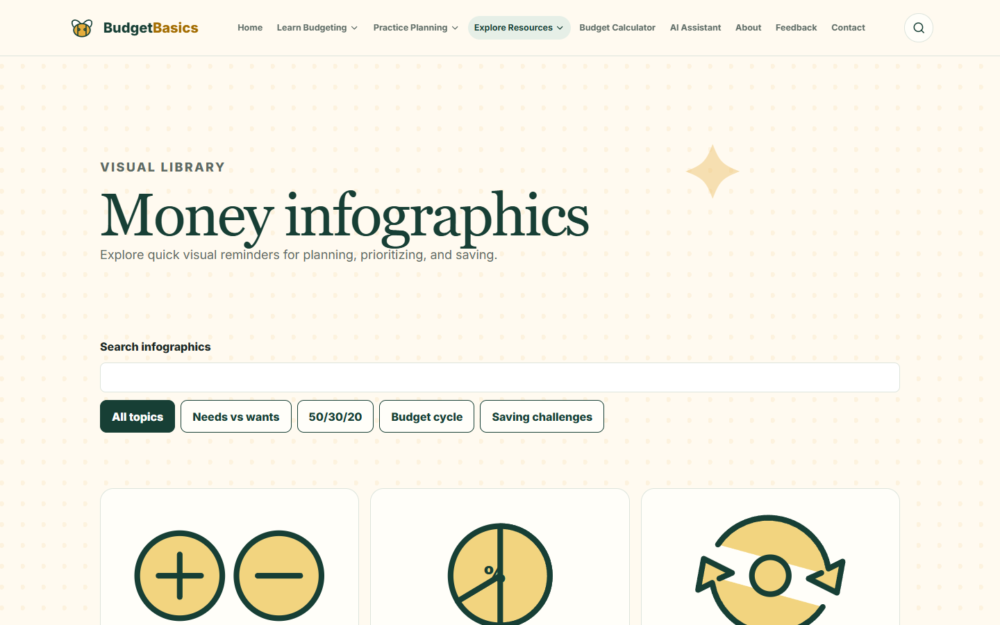 BudgetBasics
Home Learn Budgeting Practice Planning Explore Resources Budget Calculator AI Assistant About Feedback Contact
VISUAL LIBRARY
Money infographics
Explore quick visual reminders for planning, prioritizing, and saving.
Search infographics
All topics Needs vs wants 50/30/20 Budget cycle Saving challenges
%